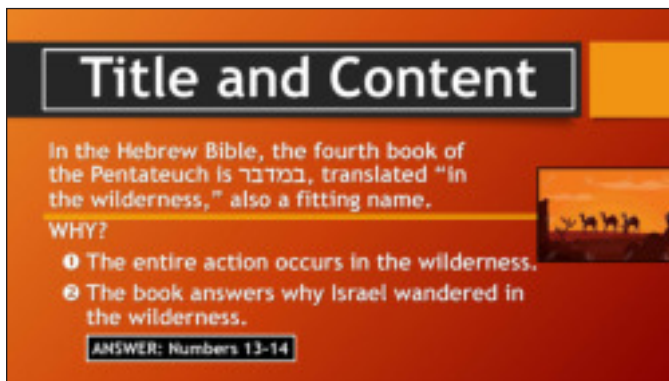 Title and Content
In the Hebrew Bible, the fourth book of
the Pentateuch is במדבר, translated “in
the wilderness,” also a fitting name.
WHY?
❶ The entire action occurs in the wilderness.
❷ The book answers why Israel wandered in
the wilderness.
ANSWER: Numbers 13-14